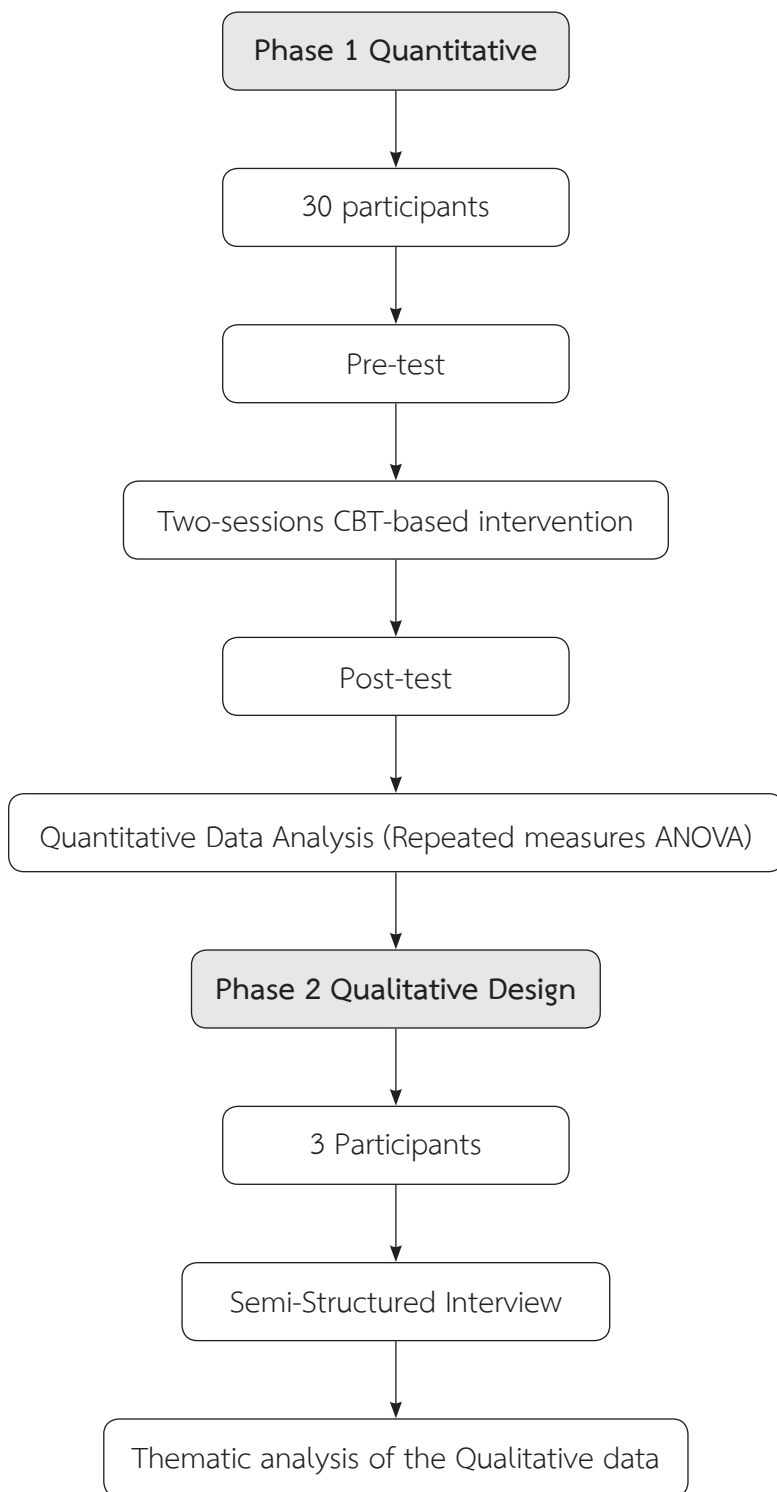 Phase 1 Quantitative
30 participants
Pre-test
Two-sessions CBT-based intervention
Post-test
Quantitative Data Analysis (Repeated measures ANOVA)
Phase 2 Qualitative Design
3 Participants
Semi-Structured Interview
Thematic analysis of the Qualitative data